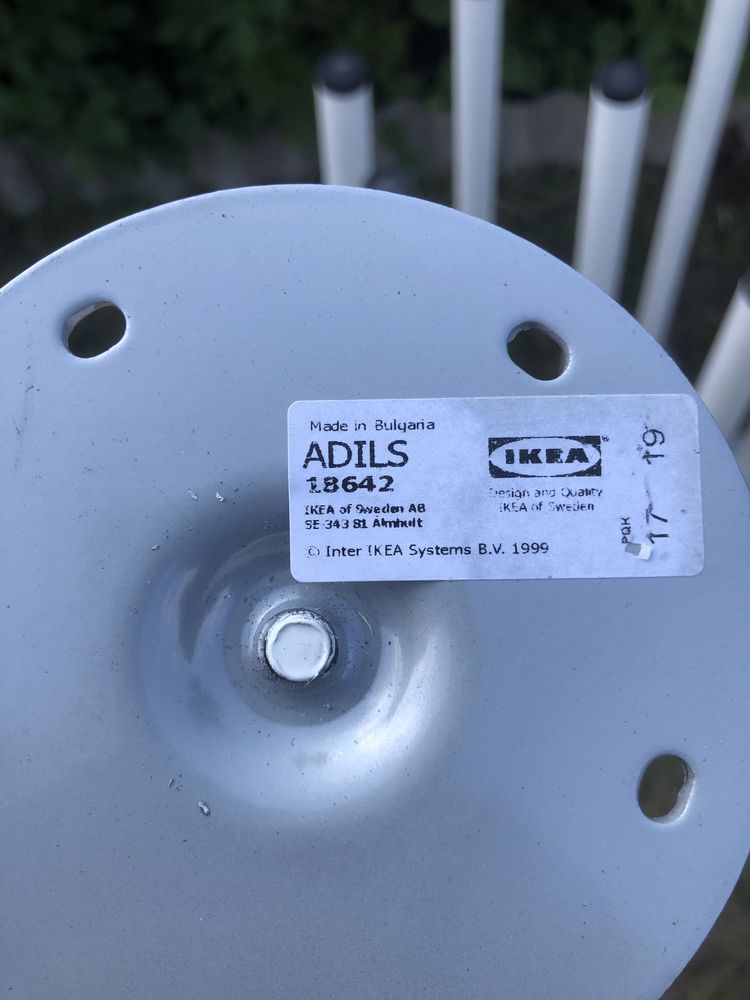 Made in Bulgaria
ADILS
18642
IKEA of Sweden AB
SE-343 81 Älmhult
© Inter IKEA Systems B.V. 1999
IKEA®
Design and Quality
IKEA of Sweden
PQK
17 19